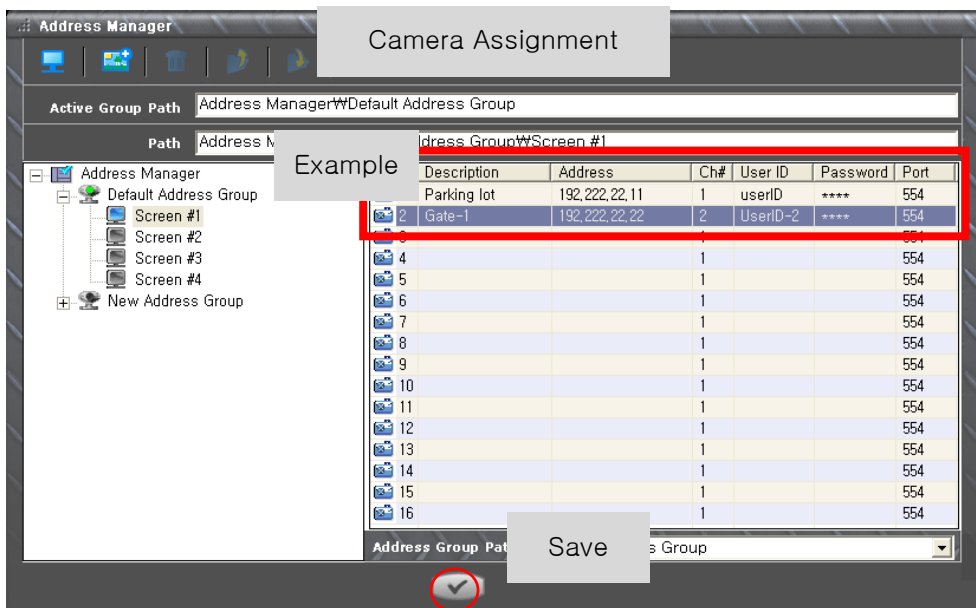 Address Manager
Camera Assignment
Active Group Path Address Manager₩Default Address Group
Path Address M
dress Group₩Screen #1
Example
Address Manager
Default Address Group
Screen #1
Screen #2
Screen #3
Screen #4
New Address Group
Description Address Ch# User ID Password Port
Parking lot 192,222,22,11 1 userID **** 554
2 Gate-1 192,222,22,22 2 UserID-2 **** 554
3 1 554
4 1 554
5 1 554
6 1 554
7 1 554
8 1 554
9 1 554
10 1 554
11 1 554
12 1 554
13 1 554
14 1 554
15 1 554
16 1 554
Address Group Pat
s Group
Save